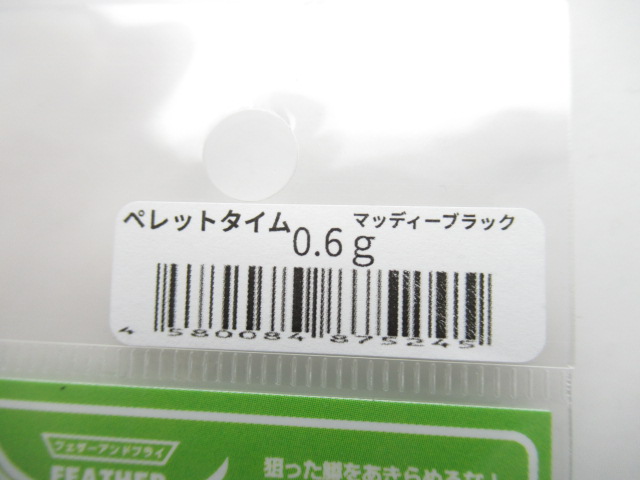 ペレットタイム マッディーブラック
0.6g
4 580084 875245
フェザーアンドフライ
FEATHER
狙った鱒をあきらめるな!